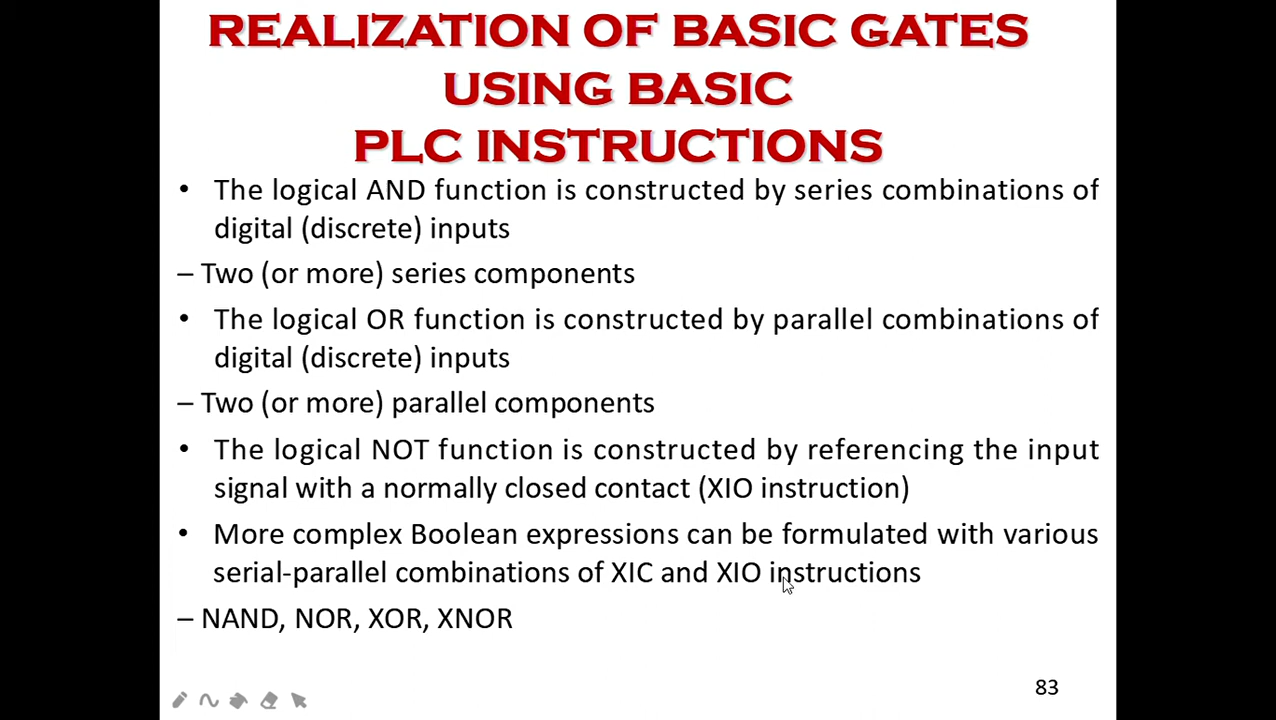 REALIZATION OF BASIC GATES
USING BASIC
PLC INSTRUCTIONS
• The logical AND function is constructed by series combinations of
digital (discrete) inputs
– Two (or more) series components
• The logical OR function is constructed by parallel combinations of
digital (discrete) inputs
– Two (or more) parallel components
• The logical NOT function is constructed by referencing the input
signal with a normally closed contact (XIO instruction)
• More complex Boolean expressions can be formulated with various
serial-parallel combinations of XIC and XIO instructions
– NAND, NOR, XOR, XNOR
83